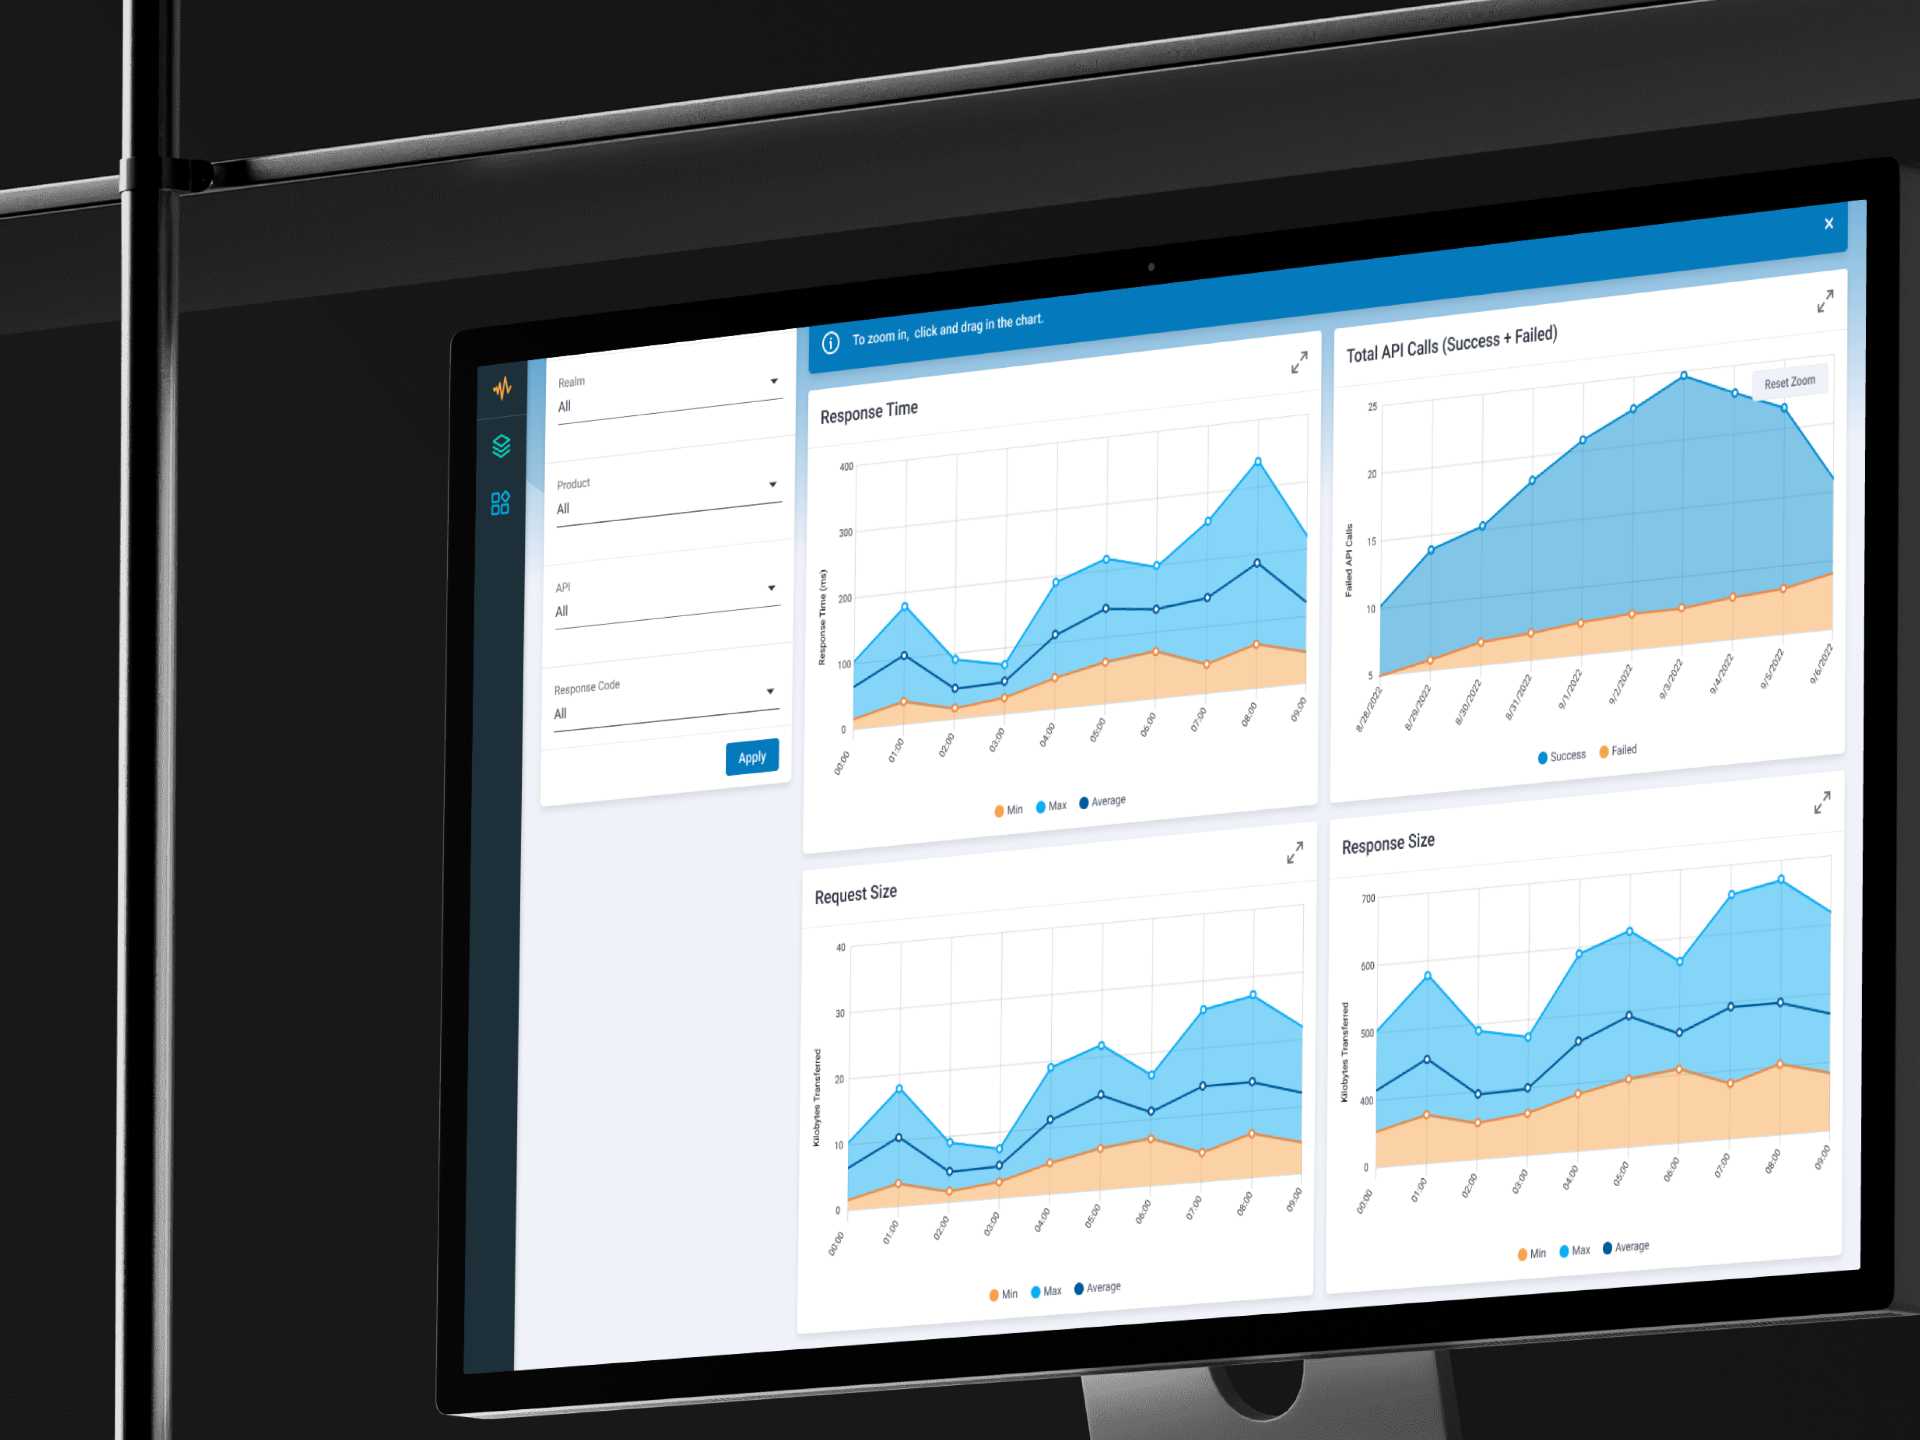 To zoom in, click and drag in the chart.
×
Realm
All
Product
All
API
All
Response Code
All
Apply
Response Time
Response Time (ms)
400
300
200
100
0
00:00
01:00
02:00
03:00
04:00
05:00
06:00
07:00
08:00
09:00
Min Max Average
Total API Calls (Success + Failed)
Reset Zoom
Failed API Calls
25
20
15
10
5
8/28/2022
8/29/2022
8/30/2022
8/31/2022
9/1/2022
9/2/2022
9/3/2022
9/4/2022
9/5/2022
9/6/2022
Success Failed
Request Size
Kilobytes Transferred
40
30
20
10
0
00:00
01:00
02:00
03:00
04:00
05:00
06:00
07:00
08:00
09:00
Min Max Average
Response Size
Kilobytes Transferred
700
600
500
400
0
00:00
01:00
02:00
03:00
04:00
05:00
06:00
07:00
08:00
09:00
Min Max Average